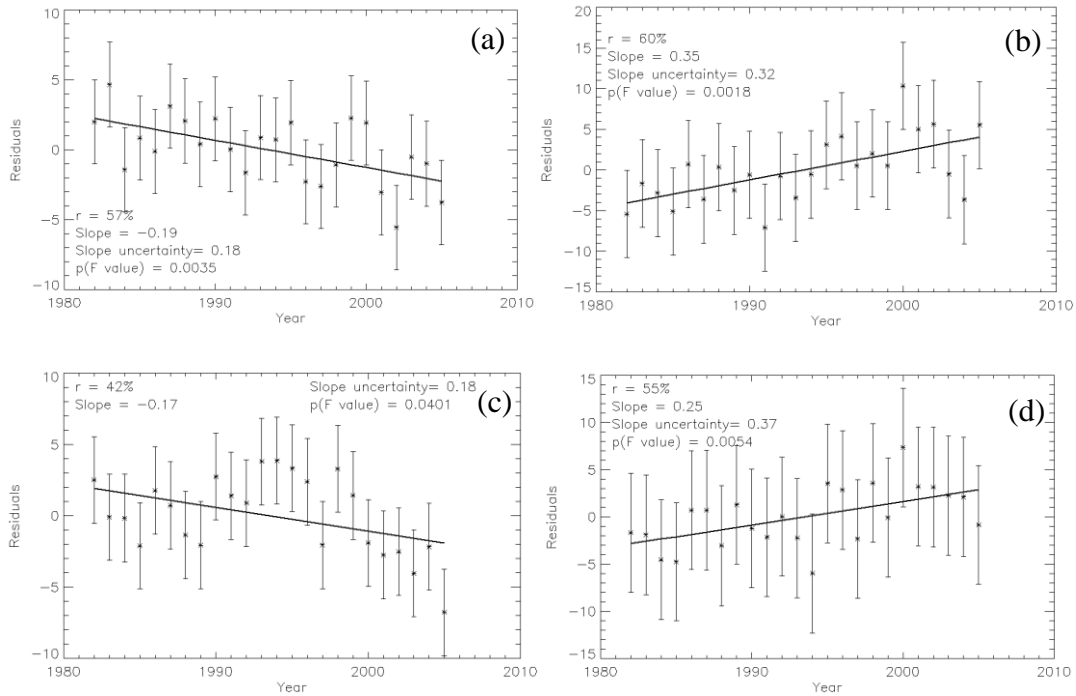 (a)
10
5
0
−5
−10
Residuals
r = 57%
Slope = −0.19
Slope uncertainty= 0.18
p(F value) = 0.0035
1980
1990
2000
2010
Year
(b)
20
15
10
5
0
−5
−10
−15
Residuals
r = 60%
Slope = 0.35
Slope uncertainty= 0.32
p(F value) = 0.0018
1980
1990
2000
2010
Year
(c)
10
5
0
−5
−10
Residuals
r = 42%
Slope = −0.17
Slope uncertainty= 0.18
p(F value) = 0.0401
1980
1990
2000
2010
Year
(d)
15
10
5
0
−5
−10
−15
Residuals
r = 55%
Slope = 0.25
Slope uncertainty= 0.37
p(F value) = 0.0054
1980
1990
2000
2010
Year